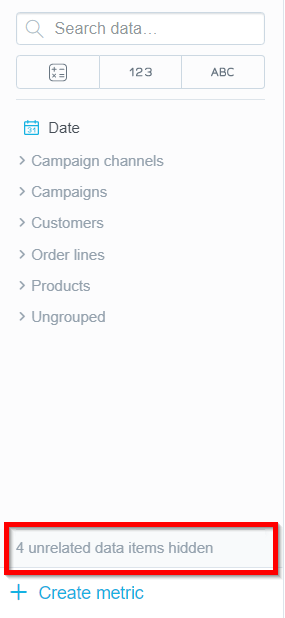 Search data...
123
ABC
31
Date
Campaign channels
Campaigns
Customers
Order lines
Products
Ungrouped
4 unrelated data items hidden
Create metric